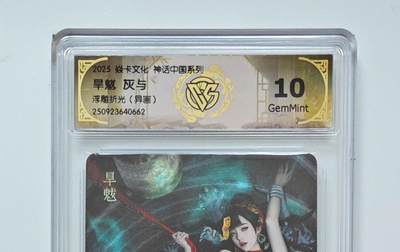 2025 焱卡文化 神话中国系列
旱魃 灰与
浮雕折光（异画）
250923640662
10
GemMint
旱魃